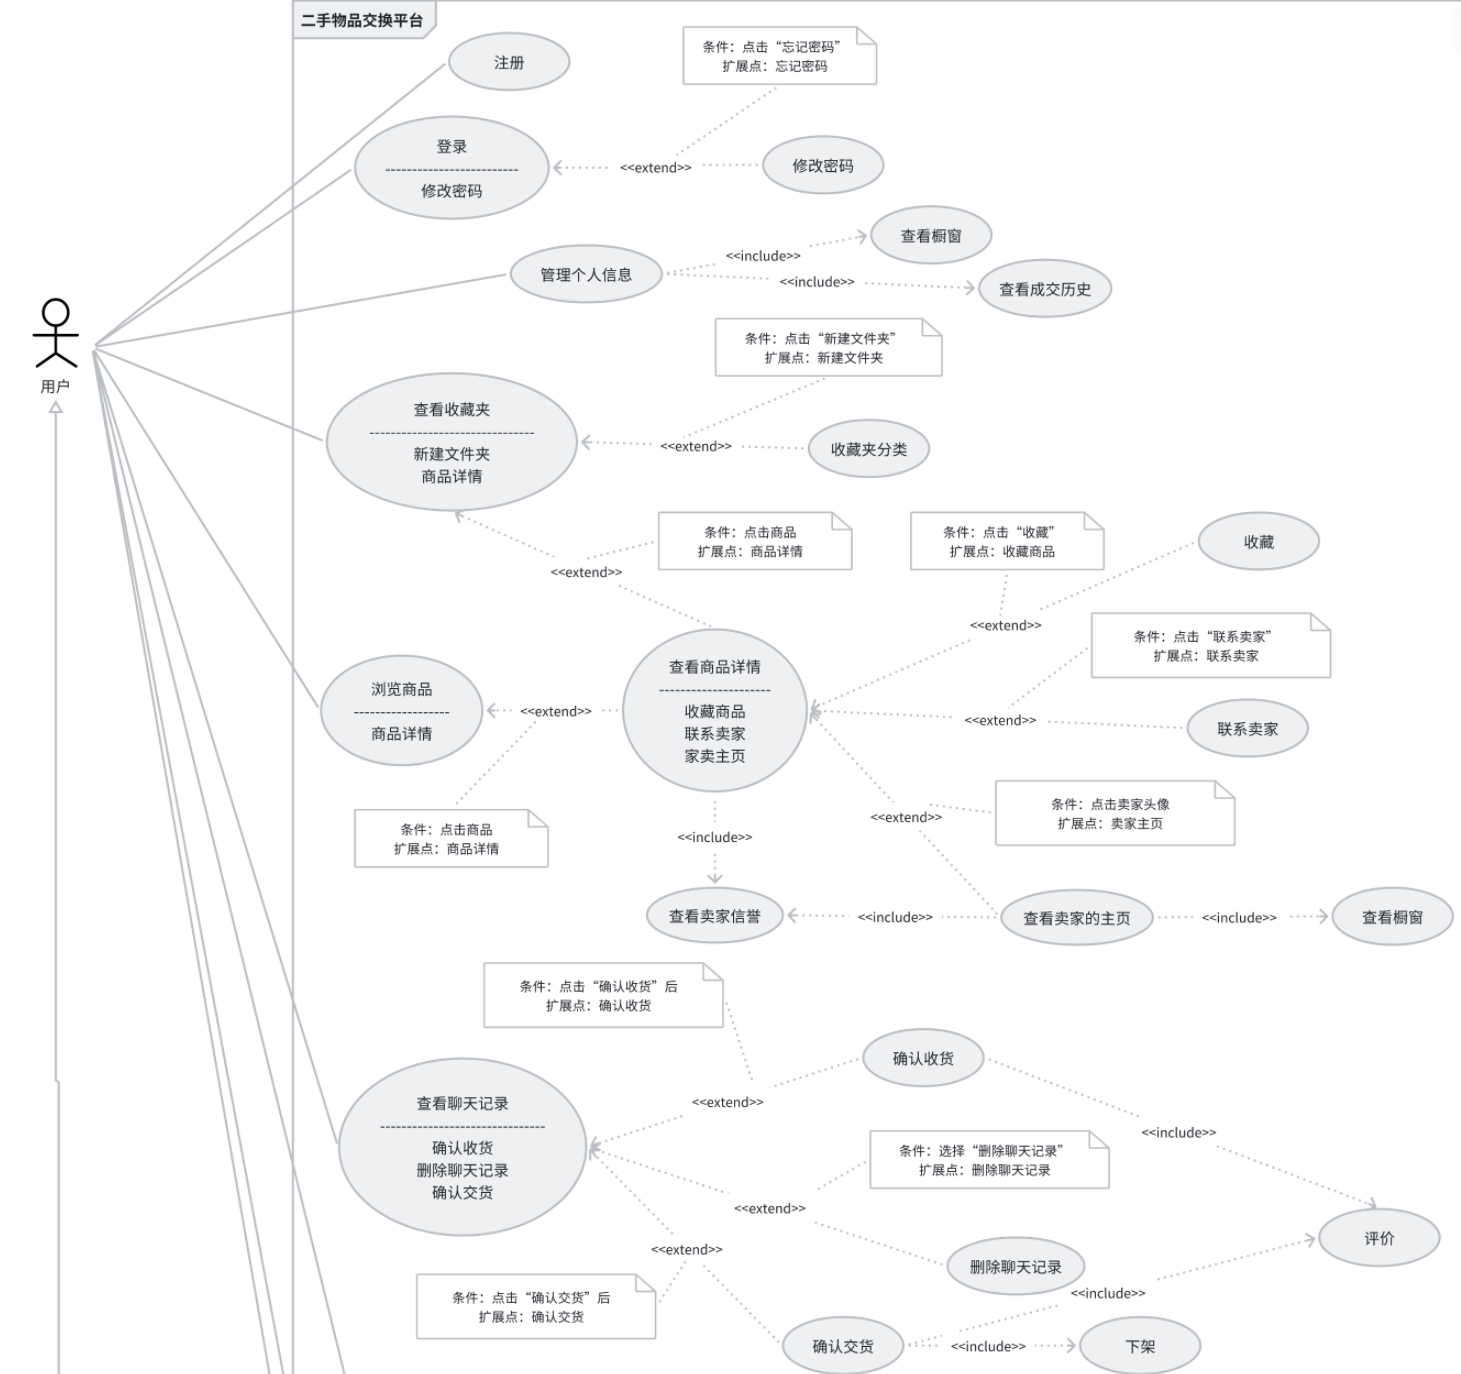 二手物品交换平台
注册
条件：点击“忘记密码”
扩展点：忘记密码
登录
-------------------------
修改密码
<<extend>>
修改密码
管理个人信息
<<include>>
查看橱窗
<<include>>
查看成交历史
用户
条件：点击“新建文件夹”
扩展点：新建文件夹
查看收藏夹
-------------------------------
新建文件夹
商品详情
<<extend>>
收藏夹分类
条件：点击商品
扩展点：商品详情
<<extend>>
条件：点击“收藏”
扩展点：收藏商品
收藏
<<extend>>
条件：点击“联系卖家”
扩展点：联系卖家
浏览商品
------------------
商品详情
<<extend>>
查看商品详情
---------------------
收藏商品
联系卖家
家卖主页
<<extend>>
联系卖家
条件：点击商品
扩展点：商品详情
<<include>>
<<extend>>
条件：点击卖家头像
扩展点：卖家主页
查看卖家信誉
<<include>>
查看卖家的主页
<<include>>
查看橱窗
条件：点击“确认收货”后
扩展点：确认收货
确认收货
<<extend>>
<<include>>
查看聊天记录
-------------------------------
确认收货
删除聊天记录
确认交货
条件：选择“删除聊天记录”
扩展点：删除聊天记录
<<extend>>
评价
<<extend>>
删除聊天记录
<<include>>
条件：点击“确认交货”后
扩展点：确认交货
确认交货
<<include>>
下架